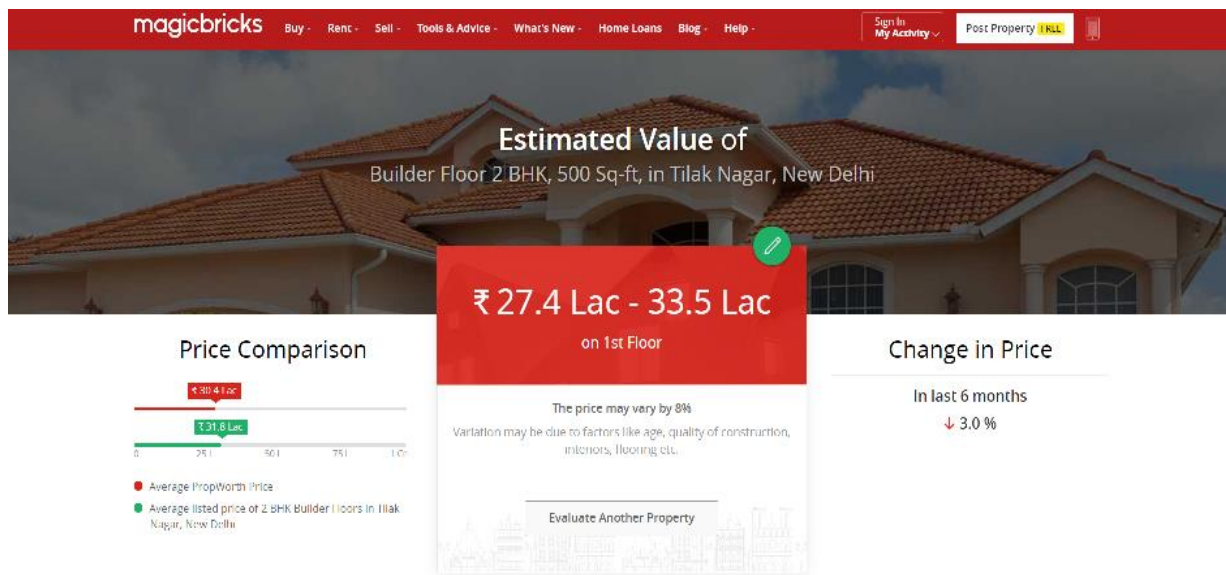 magicbricks Buy Rent Sell Tools & Advice What's New Home Loans Blog Help Sign In
My Activity Post Property
Estimated Value of
Builder Floor 2 BHK, 500 Sq-ft, in Tilak Nagar, New Delhi
₹ 27.4 Lac - 33.5 Lac
on 1st Floor
Price Comparison
₹ 30.4 Lac
₹ 31.8 Lac
0 25 L 50 L 75 L 1 Cr
Average PropWorth Price
Average listed price of 2 BHK Builder Floors in Tilak
Nagar, New Delhi
The price may vary by 8%
Variation may be due to factors like age, quality of construction,
interiors, flooring etc.
Evaluate Another Property
Change in Price
In last 6 months
↓ 3.0 %